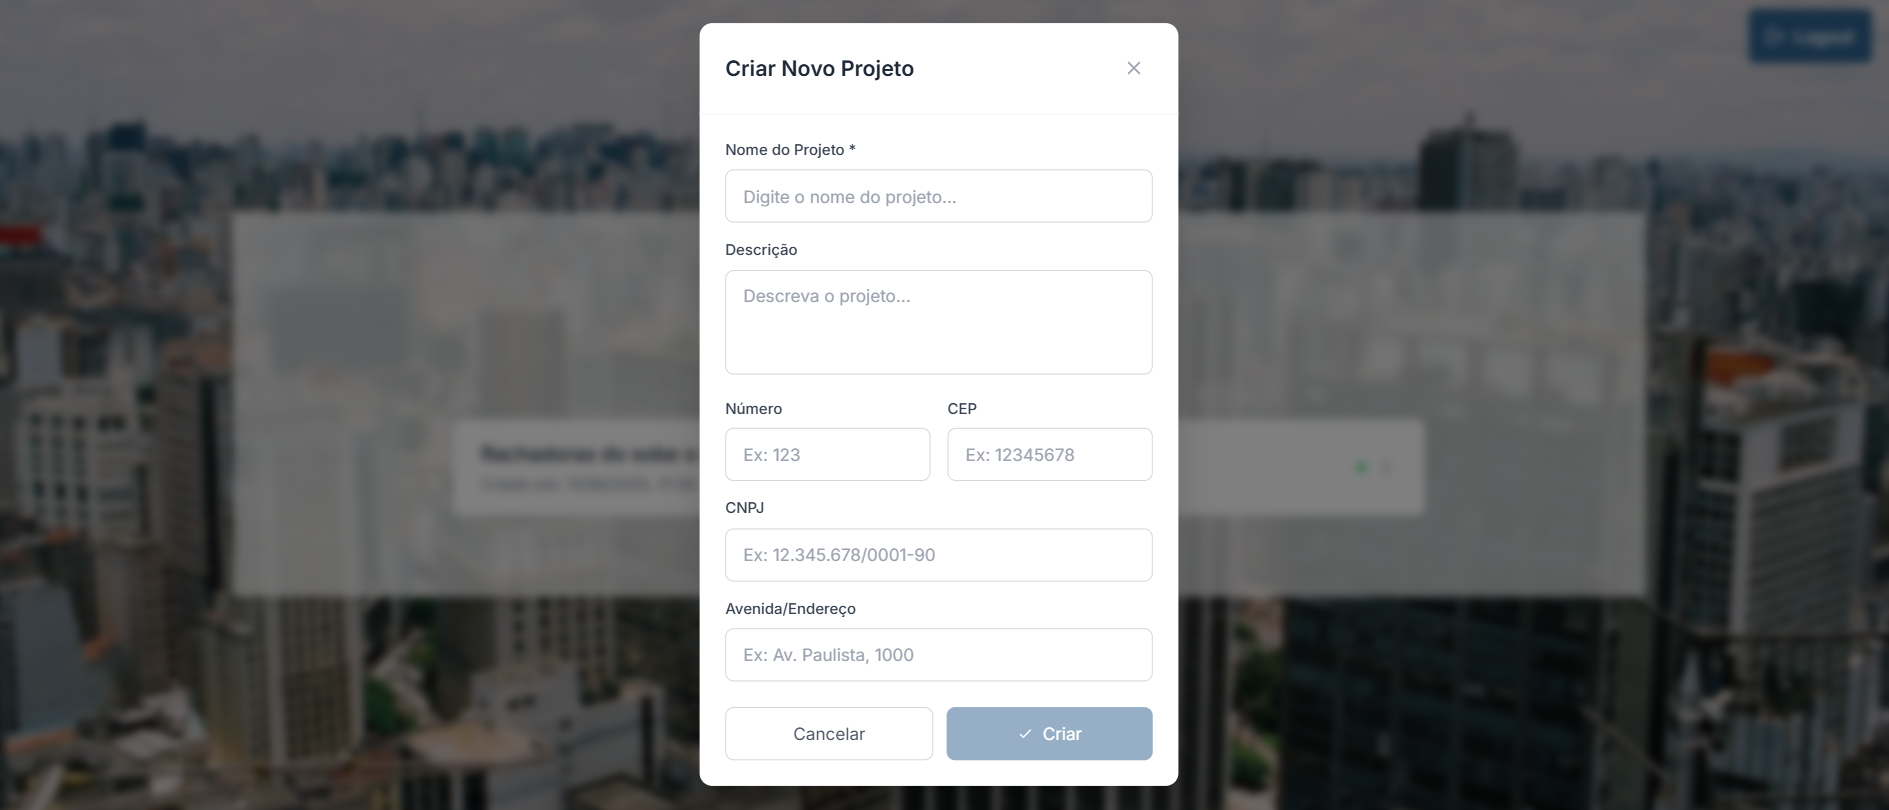 Logout
Criar Novo Projeto
Nome do Projeto *
Digite o nome do projeto...
Descrição
Descreva o projeto...
Número
CEP
Ex: 123
Ex: 12345678
CNPJ
Ex: 12.345.678/0001-90
Avenida/Endereço
Ex: Av. Paulista, 1000
Cancelar
Criar